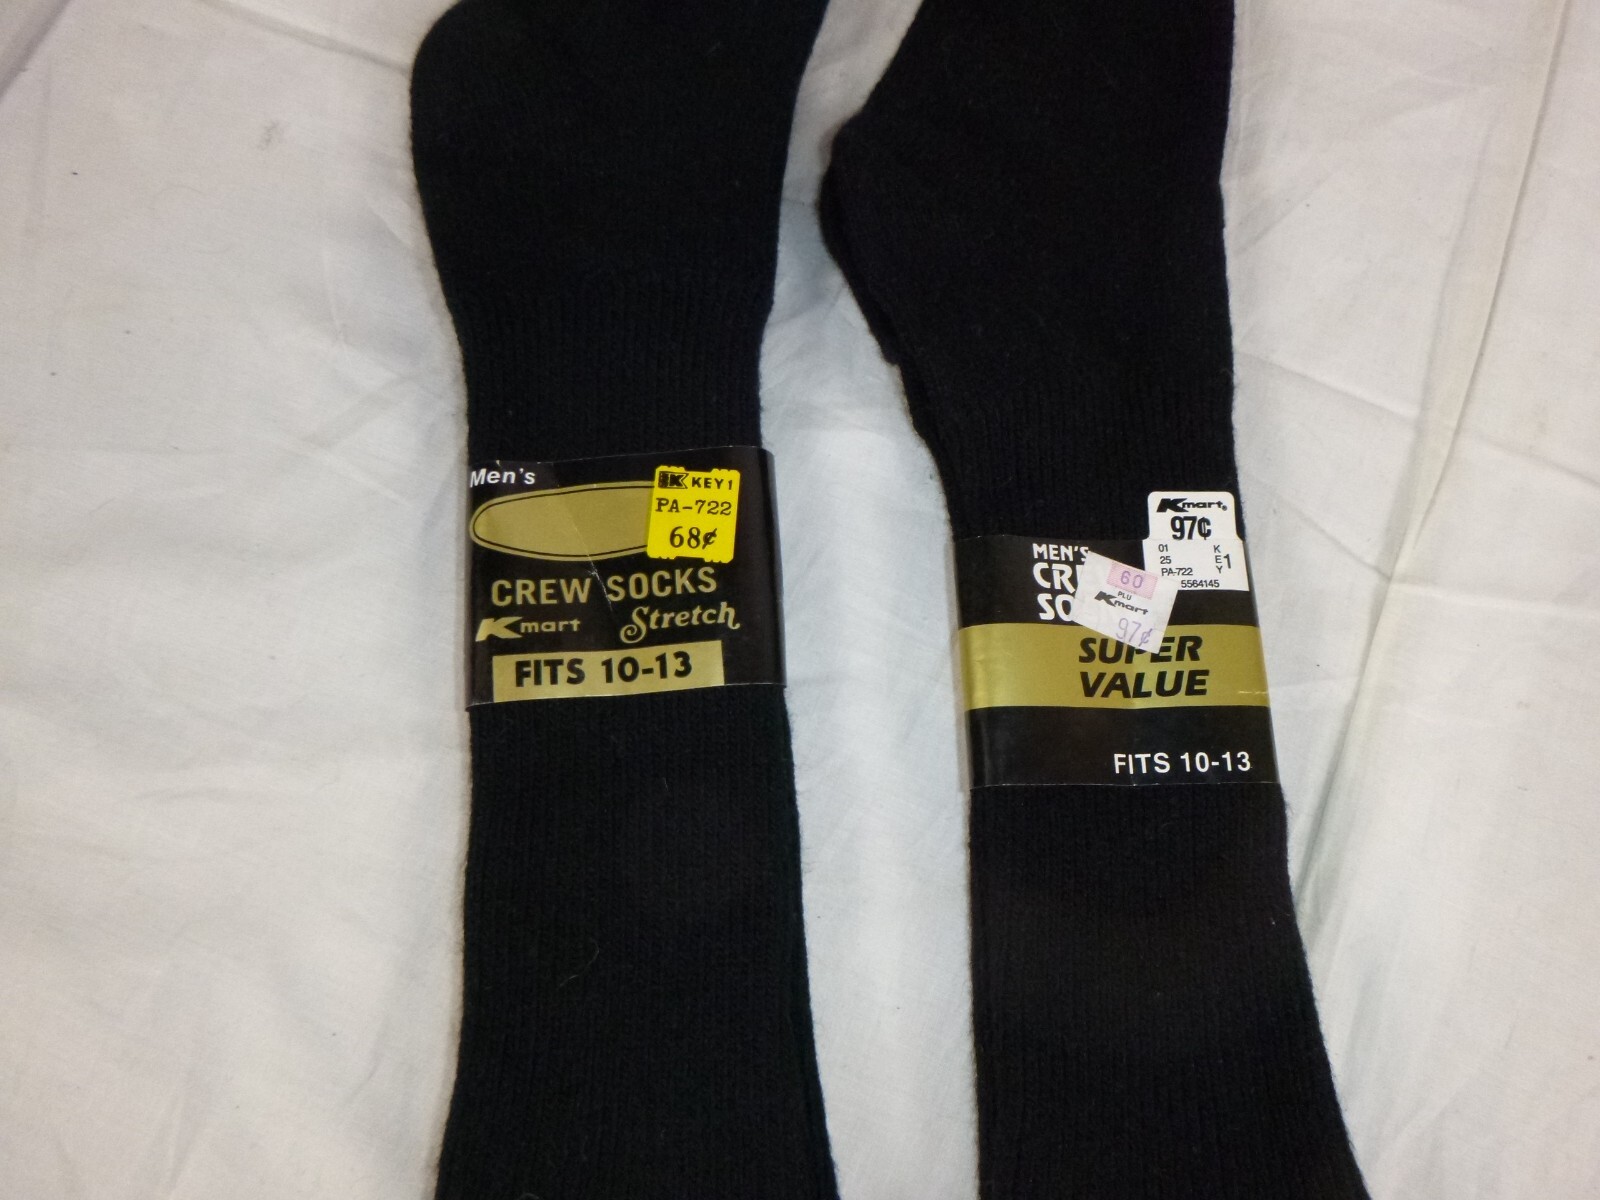 Men's
K KEY1
PA-722
68¢
CREW SOCKS
Kmart Stretch
FITS 10-13
Kmart®
97¢
01 K
25 E 1
PA-722 Y
5564145
MEN'S
CR
SO
60
PLU
Kmart
97¢
SUPER
VALUE
FITS 10-13